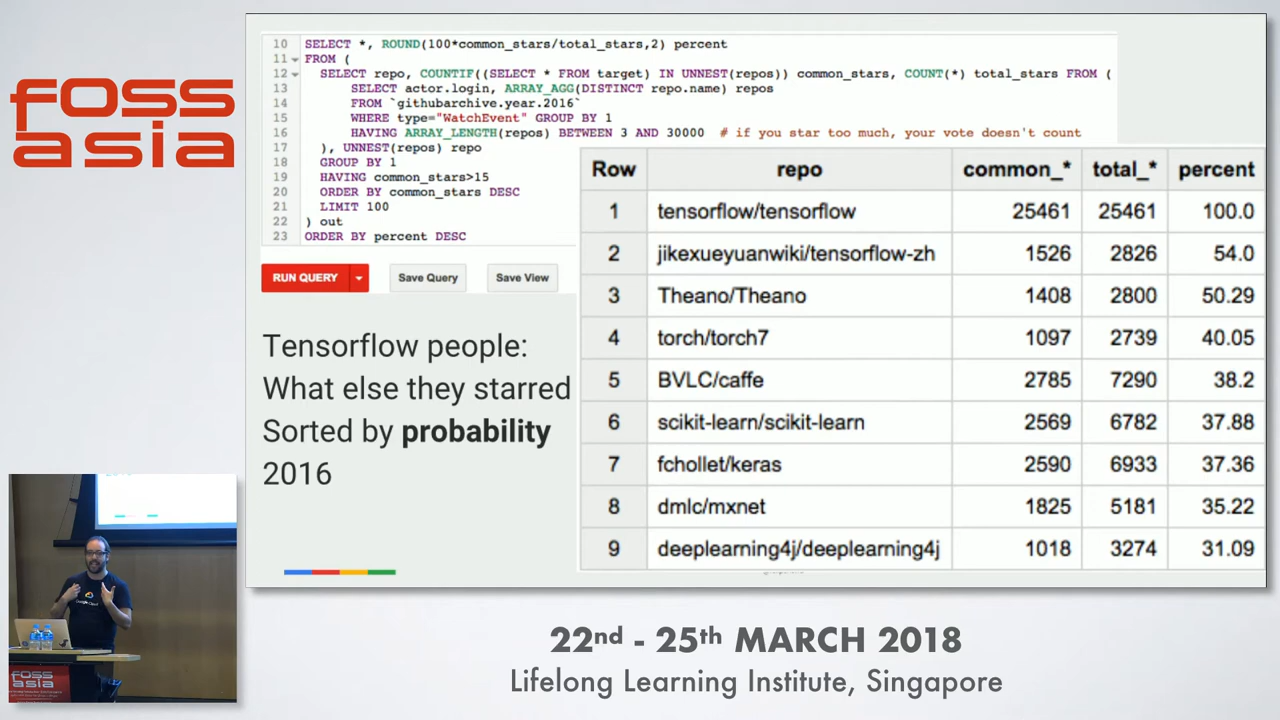 foss
asia
10 SELECT *, ROUND(100*common_stars/total_stars,2) percent
11 FROM (
12 SELECT repo, COUNTIF((SELECT * FROM target) IN UNNEST(repos)) common_stars, COUNT(*) total_stars FROM (
13 SELECT actor.login, ARRAY_AGG(DISTINCT repo.name) repos
14 FROM `githubarchive.year.2016`
15 WHERE type="WatchEvent" GROUP BY 1
16 HAVING ARRAY_LENGTH(repos) BETWEEN 3 AND 30000 # if you star too much, your vote doesn't count
17 ), UNNEST(repos) repo
18 GROUP BY 1
19 HAVING common_stars>15
20 ORDER BY common_stars DESC
21 LIMIT 100
22 ) out
23 ORDER BY percent DESC
RUN QUERY Save Query Save View
Tensorflow people:
What else they starred
Sorted by probability
2016
Row repo common_* total_* percent
1 tensorflow/tensorflow 25461 25461 100.0
2 jikexueyuanwiki/tensorflow-zh 1526 2826 54.0
3 Theano/Theano 1408 2800 50.29
4 torch/torch7 1097 2739 40.05
5 BVLC/caffe 2785 7290 38.2
6 scikit-learn/scikit-learn 2569 6782 37.88
7 fchollet/keras 2590 6933 37.36
8 dmlc/mxnet 1825 5181 35.22
9 deeplearning4j/deeplearning4j 1018 3274 31.09
Google Cloud
foss
asia
22nd - 25th MARCH 2018
Lifelong Learning Institute, Singapore